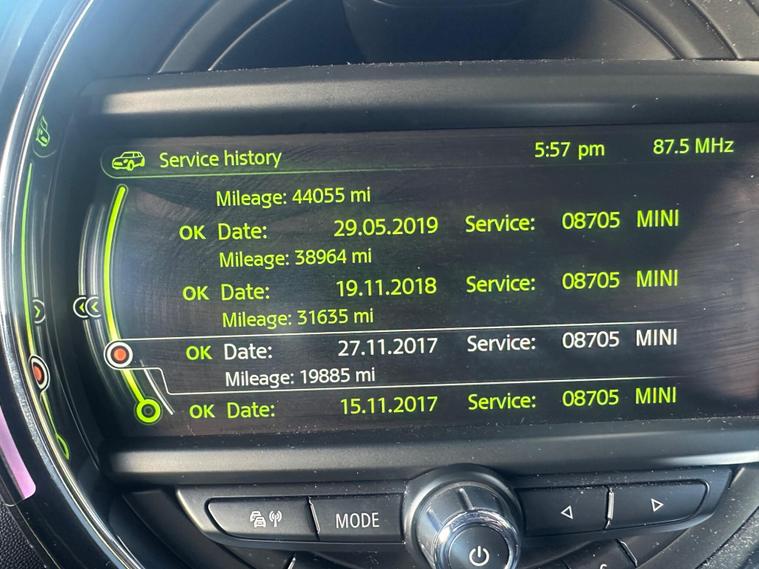 Service history 5:57 pm 87.5 MHz
Mileage: 44055 mi
OK Date: 29.05.2019 Service: 08705 MINI
Mileage: 38964 mi
OK Date: 19.11.2018 Service: 08705 MINI
Mileage: 31635 mi
OK Date: 27.11.2017 Service: 08705 MINI
Mileage: 19885 mi
OK Date: 15.11.2017 Service: 08705 MINI
MODE